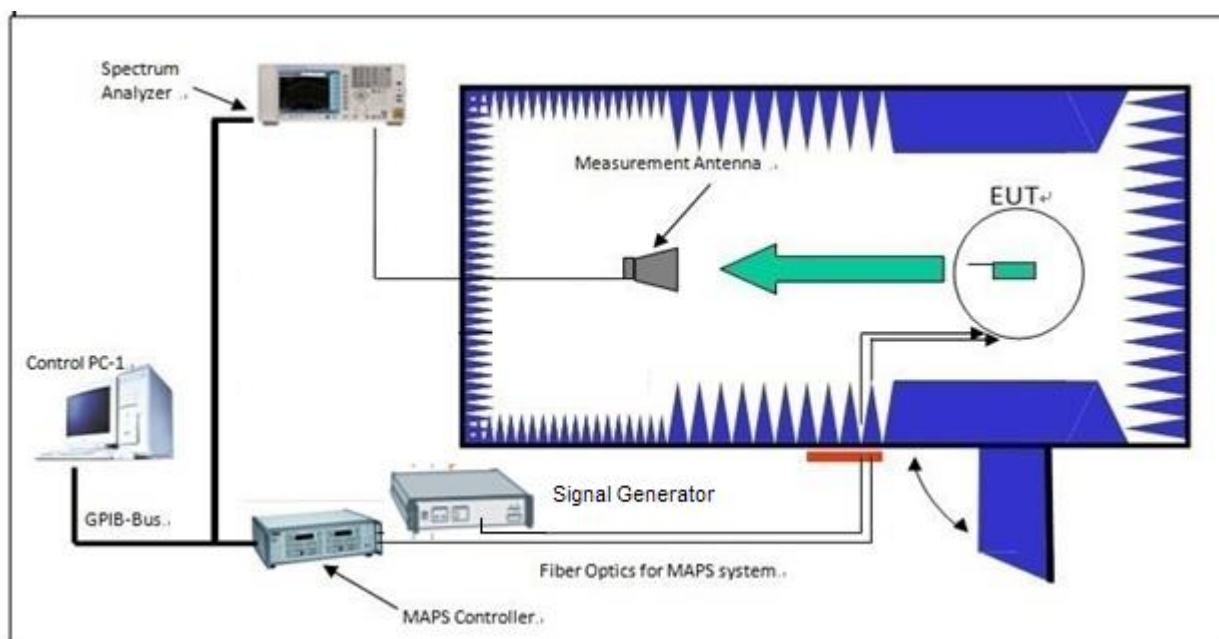 Spectrum
Analyzer
Measurement Antenna
EUT
Control PC-1
Signal Generator
GPIB-Bus
Fiber Optics for MAPS system
MAPS Controller